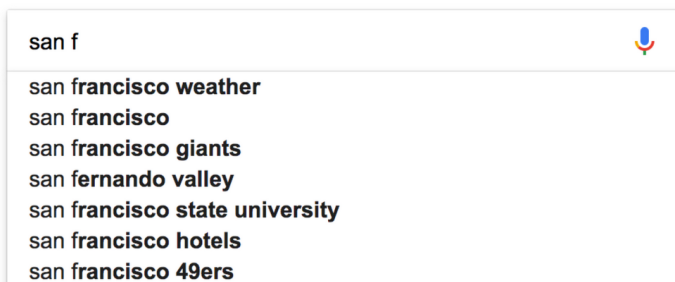 san f
san francisco weather
san francisco
san francisco giants
san fernando valley
san francisco state university
san francisco hotels
san francisco 49ers